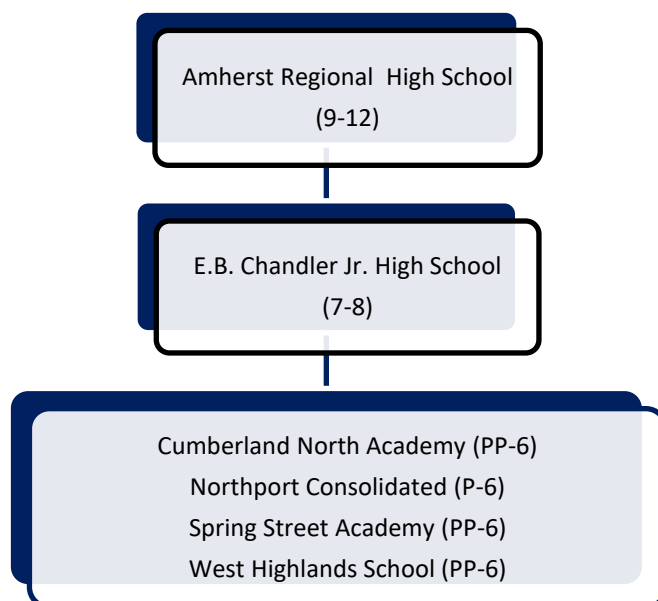 Amherst Regional  High School
(9-12)
E.B. Chandler Jr. High School
(7-8)
Cumberland North Academy (PP-6)
Northport Consolidated (P-6)
Spring Street Academy (PP-6)
West Highlands School (PP-6)